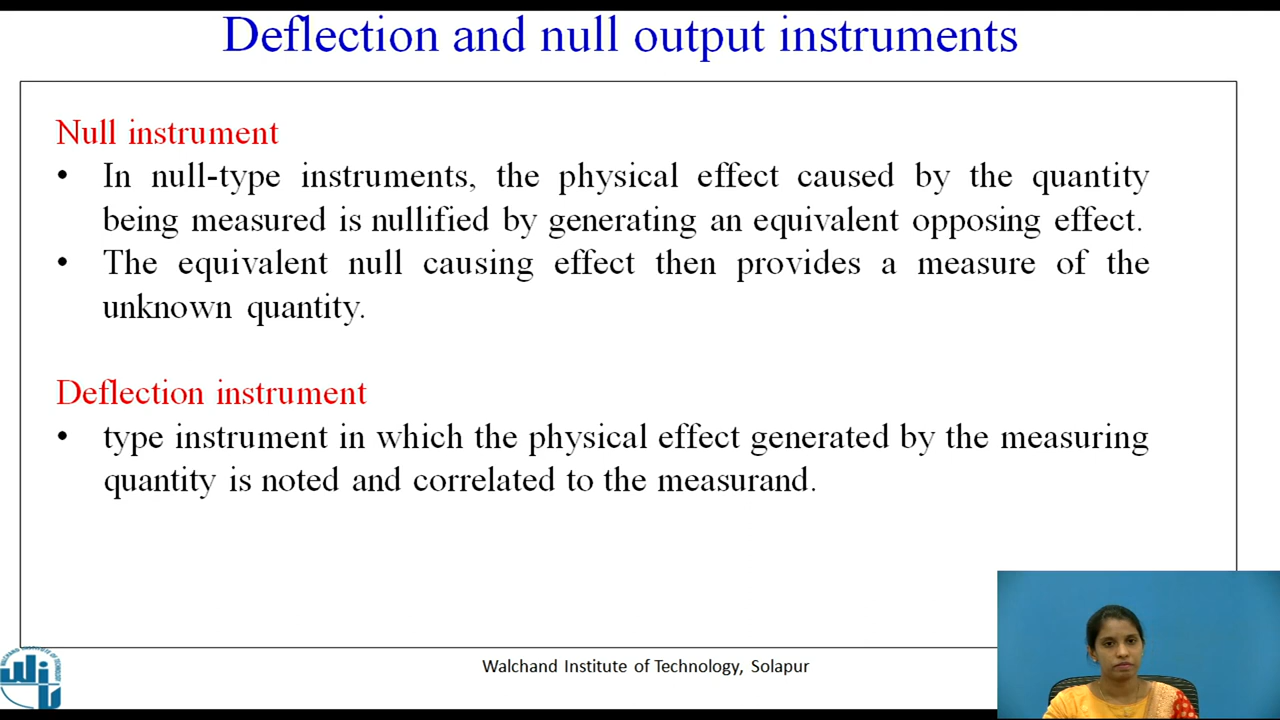 Deflection and null output instruments
Null instrument
• In null-type instruments, the physical effect caused by the quantity
being measured is nullified by generating an equivalent opposing effect.
• The equivalent null causing effect then provides a measure of the
unknown quantity.
Deflection instrument
• type instrument in which the physical effect generated by the measuring
quantity is noted and correlated to the measurand.
Walchand Institute of Technology, Solapur